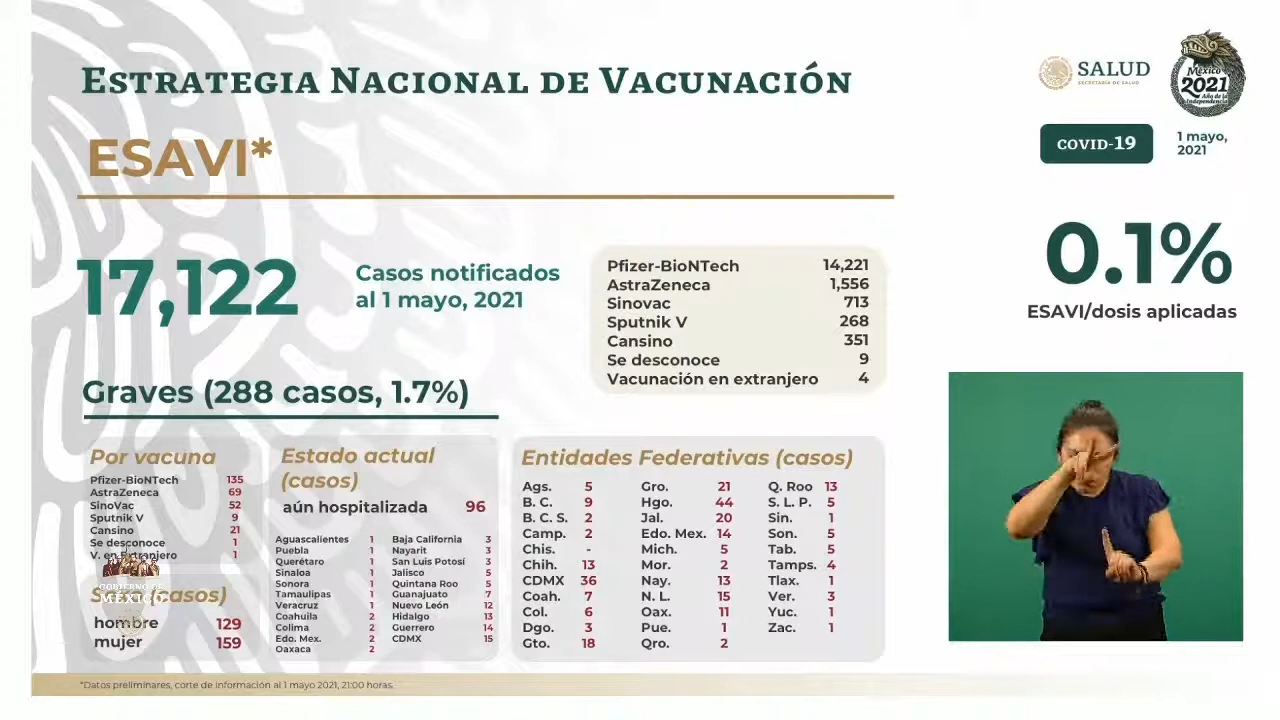 Estrategia Nacional de Vacunación
ESAVI*
SALUD
SECRETARÍA DE SALUD
México
2021
Año de la
Independencia
COVID-19
1 mayo,
2021
17,122
Casos notificados
al 1 mayo, 2021
Pfizer-BioNTech 14,221
AstraZeneca 1,556
Sinovac 713
Sputnik V 268
Cansino 351
Se desconoce 9
Vacunación en extranjero 4
0.1%
ESAVI/dosis aplicadas
Graves (288 casos, 1.7%)
Por vacuna
Pfizer-BioNTech 135
AstraZeneca 69
SinoVac 52
Sputnik V 9
Cansino 21
Se desconoce 1
V. en Extranjero 1
GOBIERNO DE
MÉXICO
(casos)
hombre 129
mujer 159
Estado actual
(casos)
aún hospitalizada 96
Aguascalientes 1 Baja California 3
Puebla 1 Nayarit 3
Querétaro 1 San Luis Potosí 3
Sinaloa 1 Jalisco 5
Sonora 1 Quintana Roo 5
Tamaulipas 1 Guanajuato 7
Veracruz 1 Nuevo León 12
Coahuila 2 Hidalgo 13
Colima 2 Guerrero 14
Edo. Mex. 2 CDMX 15
Oaxaca 2
Entidades Federativas (casos)
Ags. 5 Gro. 21 Q. Roo 13
B. C. 9 Hgo. 44 S. L. P. 5
B. C. S. 2 Jal. 20 Sin. 1
Camp. 2 Edo. Mex. 14 Son. 5
Chis. - Mich. 5 Tab. 5
Chih. 13 Mor. 2 Tamps. 4
CDMX 36 Nay. 13 Tlax. 1
Coah. 7 N. L. 15 Ver. 3
Col. 6 Oax. 11 Yuc. 1
Dgo. 3 Pue. 1 Zac. 1
Gto. 18 Qro. 2
*Datos preliminares, corte de información al 1 mayo 2021, 21:00 horas.